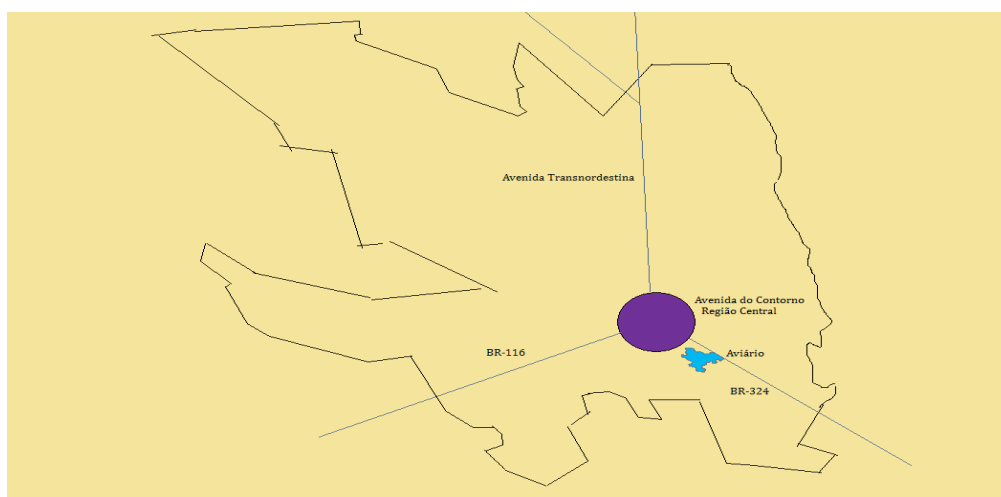 Avenida Transnordestina
Avenida do Contorno
Região Central
BR-116
Aviário
BR-324